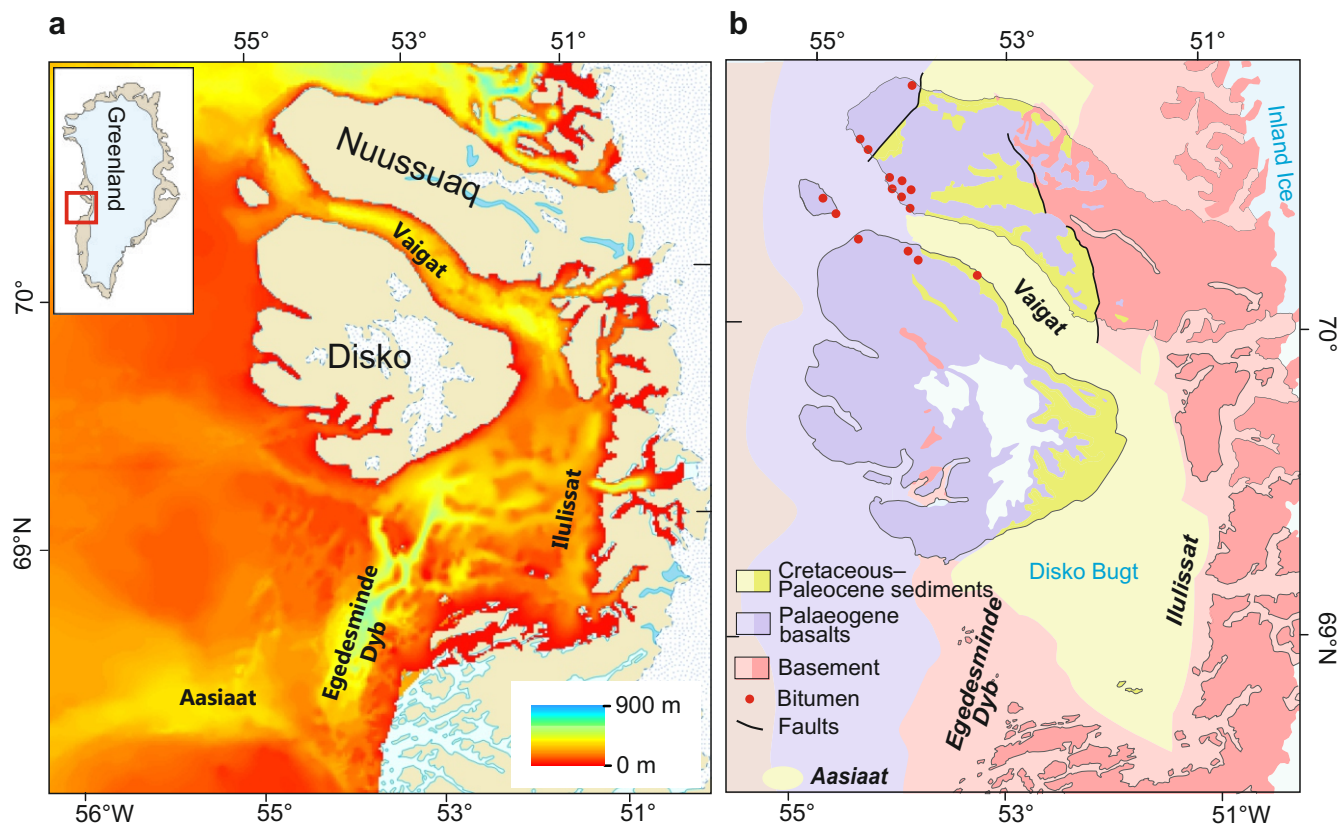 a
55°
53°
51°
Greenland
Nuussuaq
Vaigat
70°
Disko
69°N
Ilulissat
Egedesminde
Dyb
Aasiaat
900 m
0 m
56°W
55°
53°
51°
b
55°
53°
51°
Inland Ice
Vaigat
70°
Cretaceous–
Paleocene sediments
Disko Bugt
Ilulissat
Palaeogene
basalts
69°N
Basement
Egedesminde
Dyb
Bitumen
Faults
Aasiaat
55°
53°
51°W